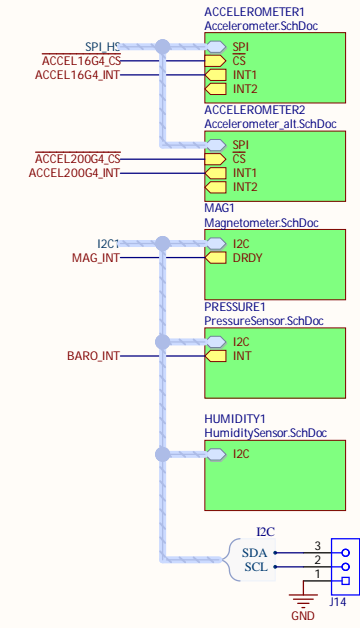 ACCELEROMETER1
Accelerometer.SchDoc
SPI_HS SPI
ACCEL16G4_CS CS
ACCEL16G4_INT INT1
INT2
ACCELEROMETER2
Accelerometer_alt.SchDoc
SPI
ACCEL200G4_CS CS
ACCEL200G4_INT INT1
INT2
MAG1
Magnetometer.SchDoc
I2C1 I2C
MAG_INT DRDY
PRESSURE1
PressureSensor.SchDoc
I2C
BARO_INT INT
HUMIDITY1
HumiditySensor.SchDoc
I2C
I2C
SDA 3
SCL 2
1
J14
GND